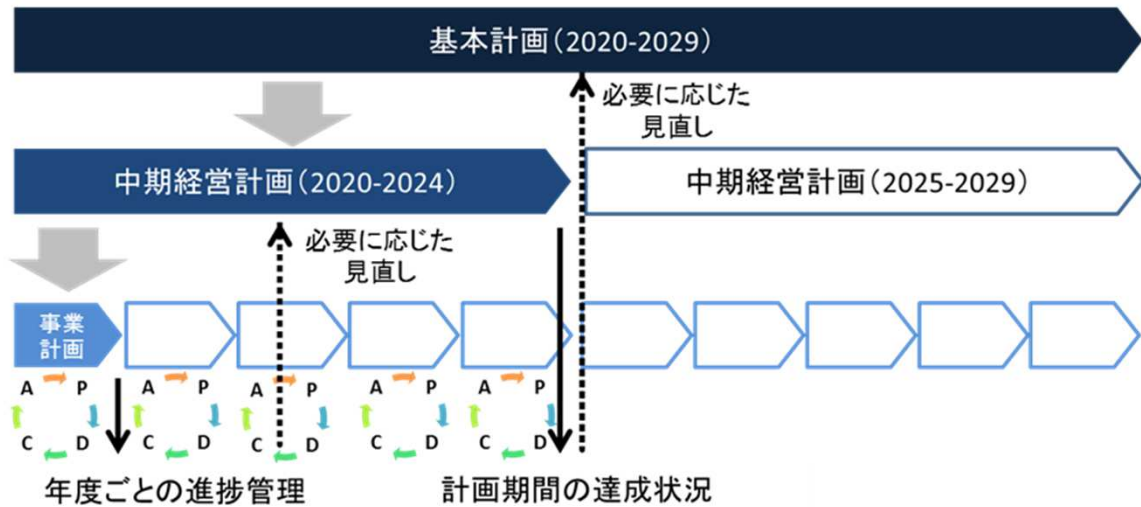 基本計画（2020-2029）
必要に応じた
見直し
中期経営計画（2020-2024）
中期経営計画（2025-2029）
必要に応じた
見直し
事業
計画
A P
C D
A P
C D
A P
C D
A P
C D
A P
C D
年度ごとの進捗管理
計画期間の達成状況